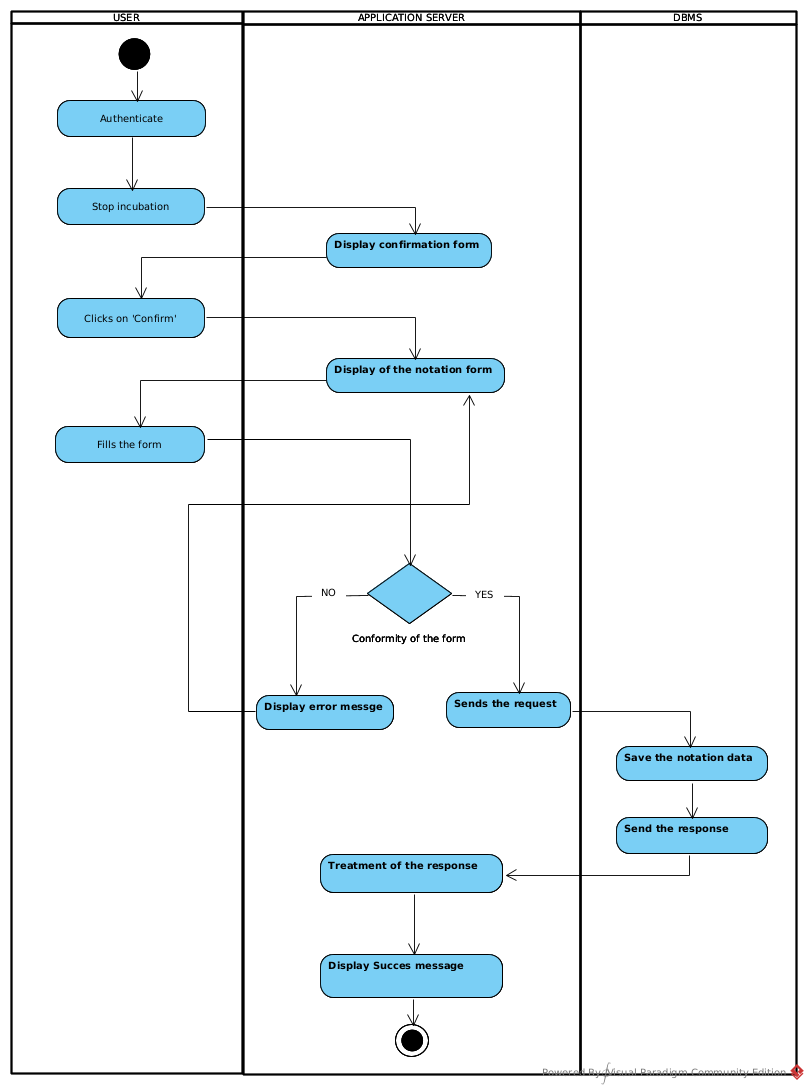 USER
APPLICATION SERVER
DBMS
Authenticate
Stop incubation
Display confirmation form
Clicks on 'Confirm'
Display of the notation form
Fills the form
NO
YES
Conformity of the form
Display error messge
Sends the request
Save the notation data
Send the response
Treatment of the response
Display Succes message
Powered By Visual Paradigm Community Edition